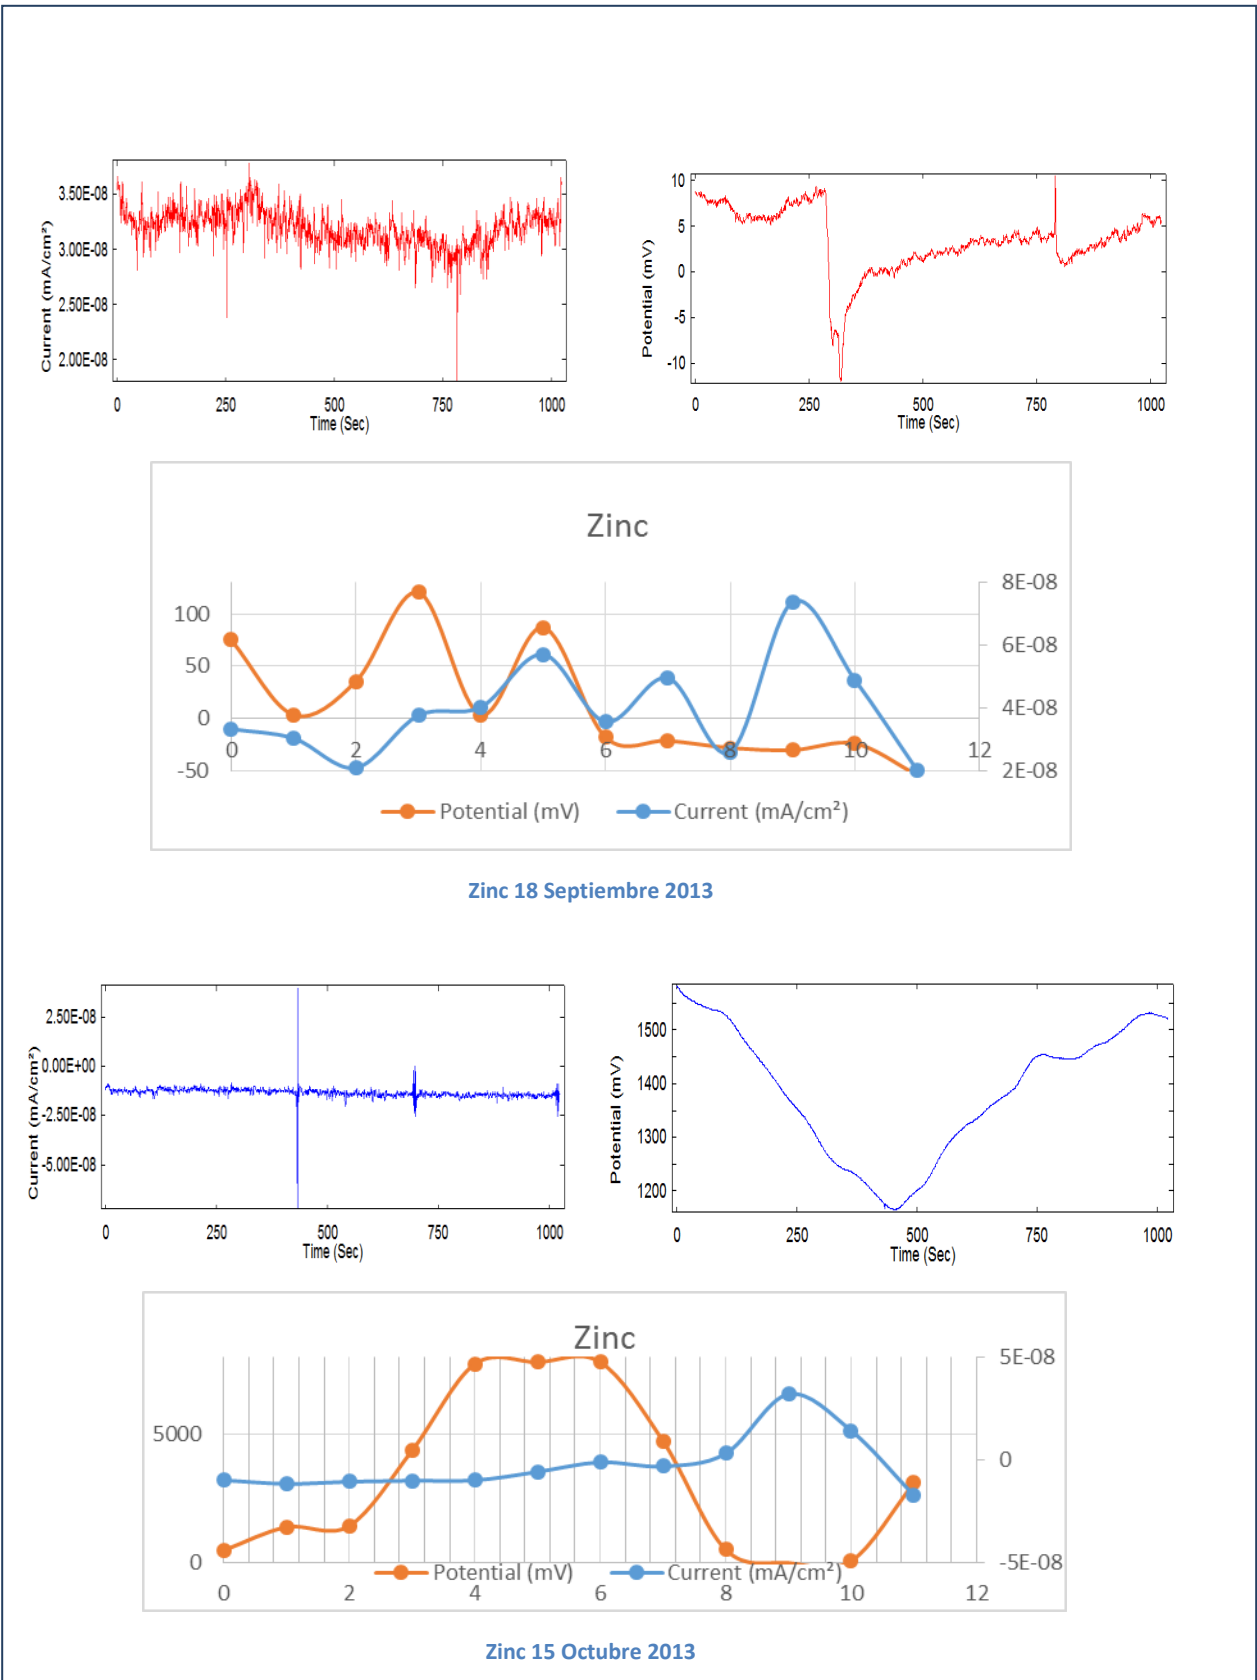 Current (mA/cm²)
3.50E-08
3.00E-08
2.50E-08
2.00E-08
0 250 500 750 1000
Time (Sec)
Potential (mV)
10
5
0
-5
-10
0 250 500 750 1000
Time (Sec)
Zinc
100
50
0
-50
8E-08
6E-08
4E-08
2E-08
0 2 4 6 8 10 12
Potential (mV) Current (mA/cm²)
Zinc 18 Septiembre 2013
Current (mA/cm²)
2.50E-08
0.00E+00
-2.50E-08
-5.00E-08
0 250 500 750 1000
Time (Sec)
Potential (mV)
1500
1400
1300
1200
0 250 500 750 1000
Time (Sec)
Zinc
5000
0
5E-08
0
-5E-08
Potential (mV) Current (mA/cm²)
0 2 4 6 8 10 12
Zinc 15 Octubre 2013